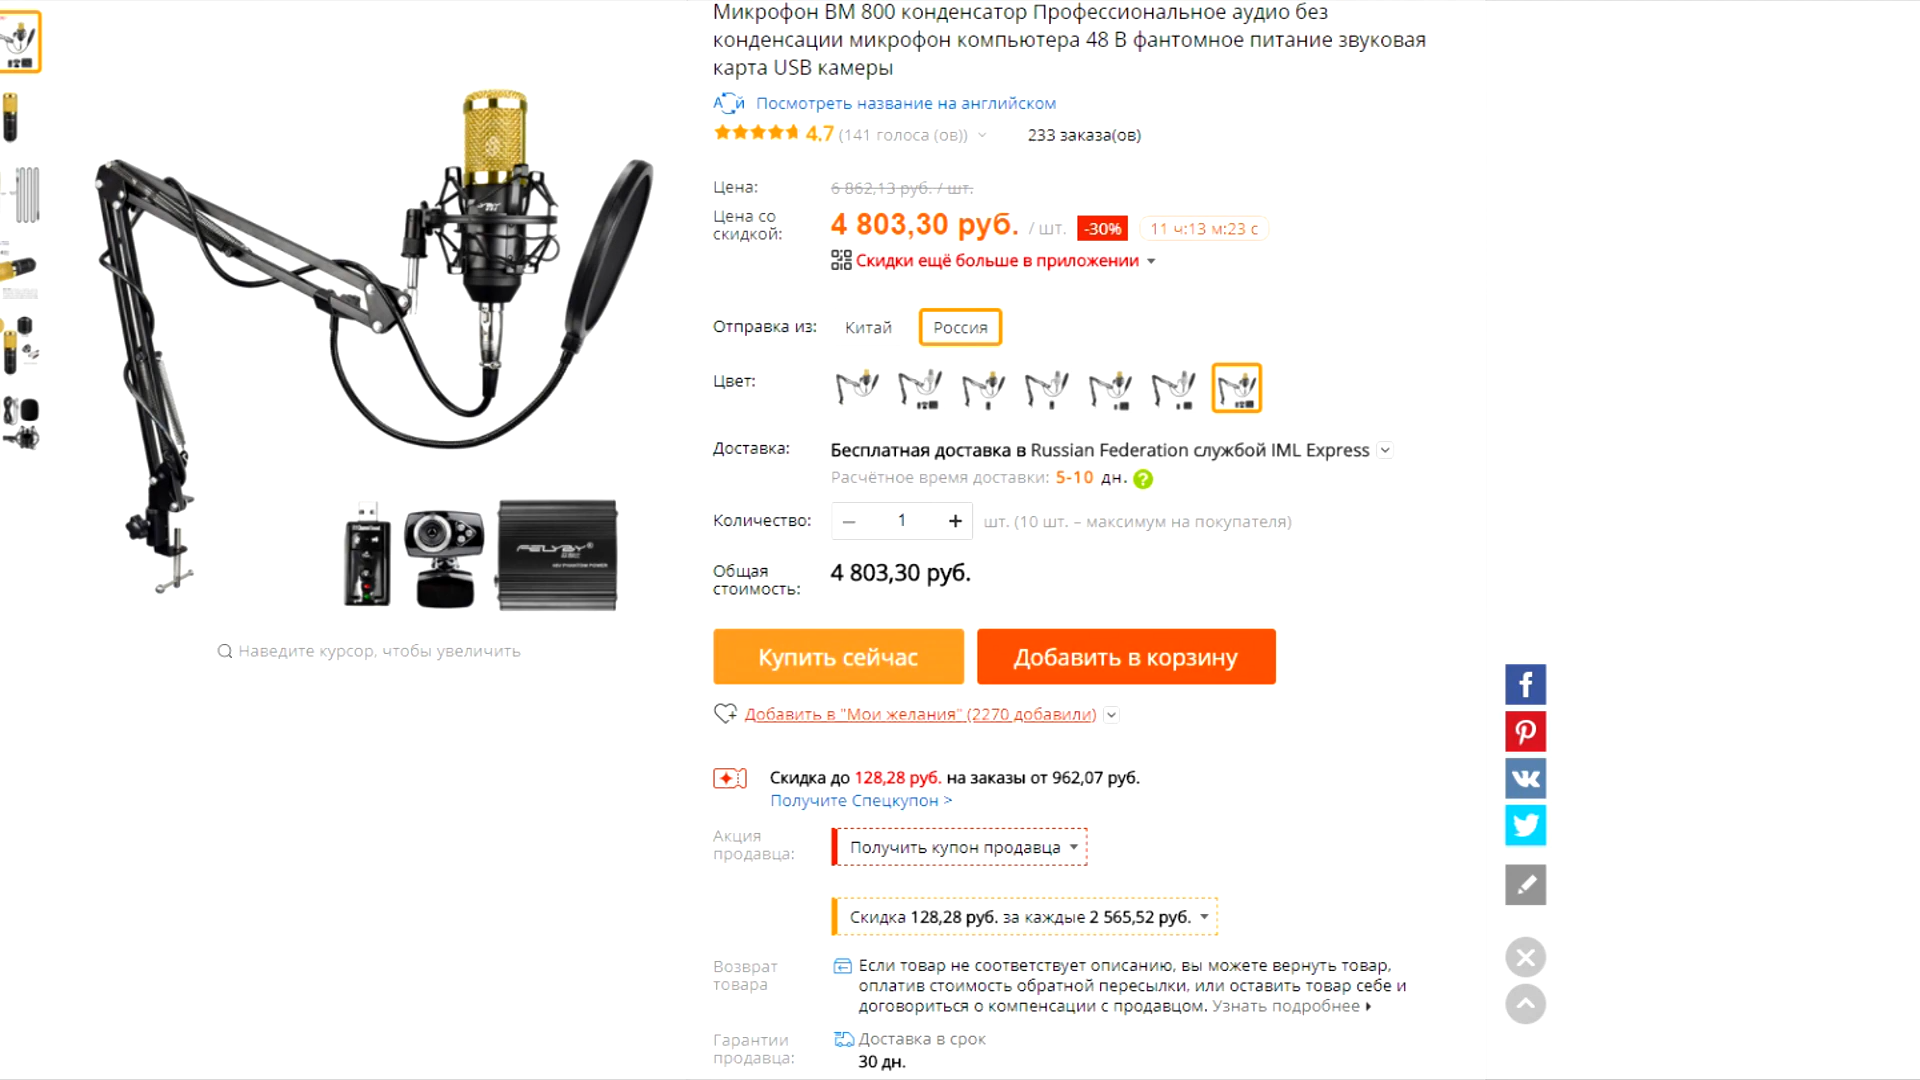 Микрофон BM 800 конденсатор Профессиональное аудио без
конденсации микрофон компьютера 48 В фантомное питание звуковая
карта USB камеры
Посмотреть название на английском
4.7 (141 голоса (ов)) 233 заказа(ов)
Цена: 6 862,13 руб. / шт.
Цена со скидкой: 4 803,30 руб. / шт. -30% 11 ч:13 м:23 с
Скидки ещё больше в приложении
Отправка из: Китай Россия
Цвет:
Доставка: Бесплатная доставка в Russian Federation службой IML Express
Расчётное время доставки: 5-10 дн. ?
Количество: 1 шт. (10 шт. – максимум на покупателя)
Общая стоимость: 4 803,30 руб.
FELYBY®
48V PHANTOM POWER
Наведите курсор, чтобы увеличить
Купить сейчас Добавить в корзину
Добавить в "Мои желания" (2270 добавили)
Скидка до 128,28 руб. на заказы от 962,07 руб.
Получите Спецкупон >
Акция продавца: Получить купон продавца
Скидка 128,28 руб. за каждые 2 565,52 руб.
Возврат товара Если товар не соответствует описанию, вы можете вернуть товар,
оплатив стоимость обратной пересылки, или оставить товар себе и
договориться о компенсации с продавцом. Узнать подробнее
Гарантии продавца: Доставка в срок
30 дн.